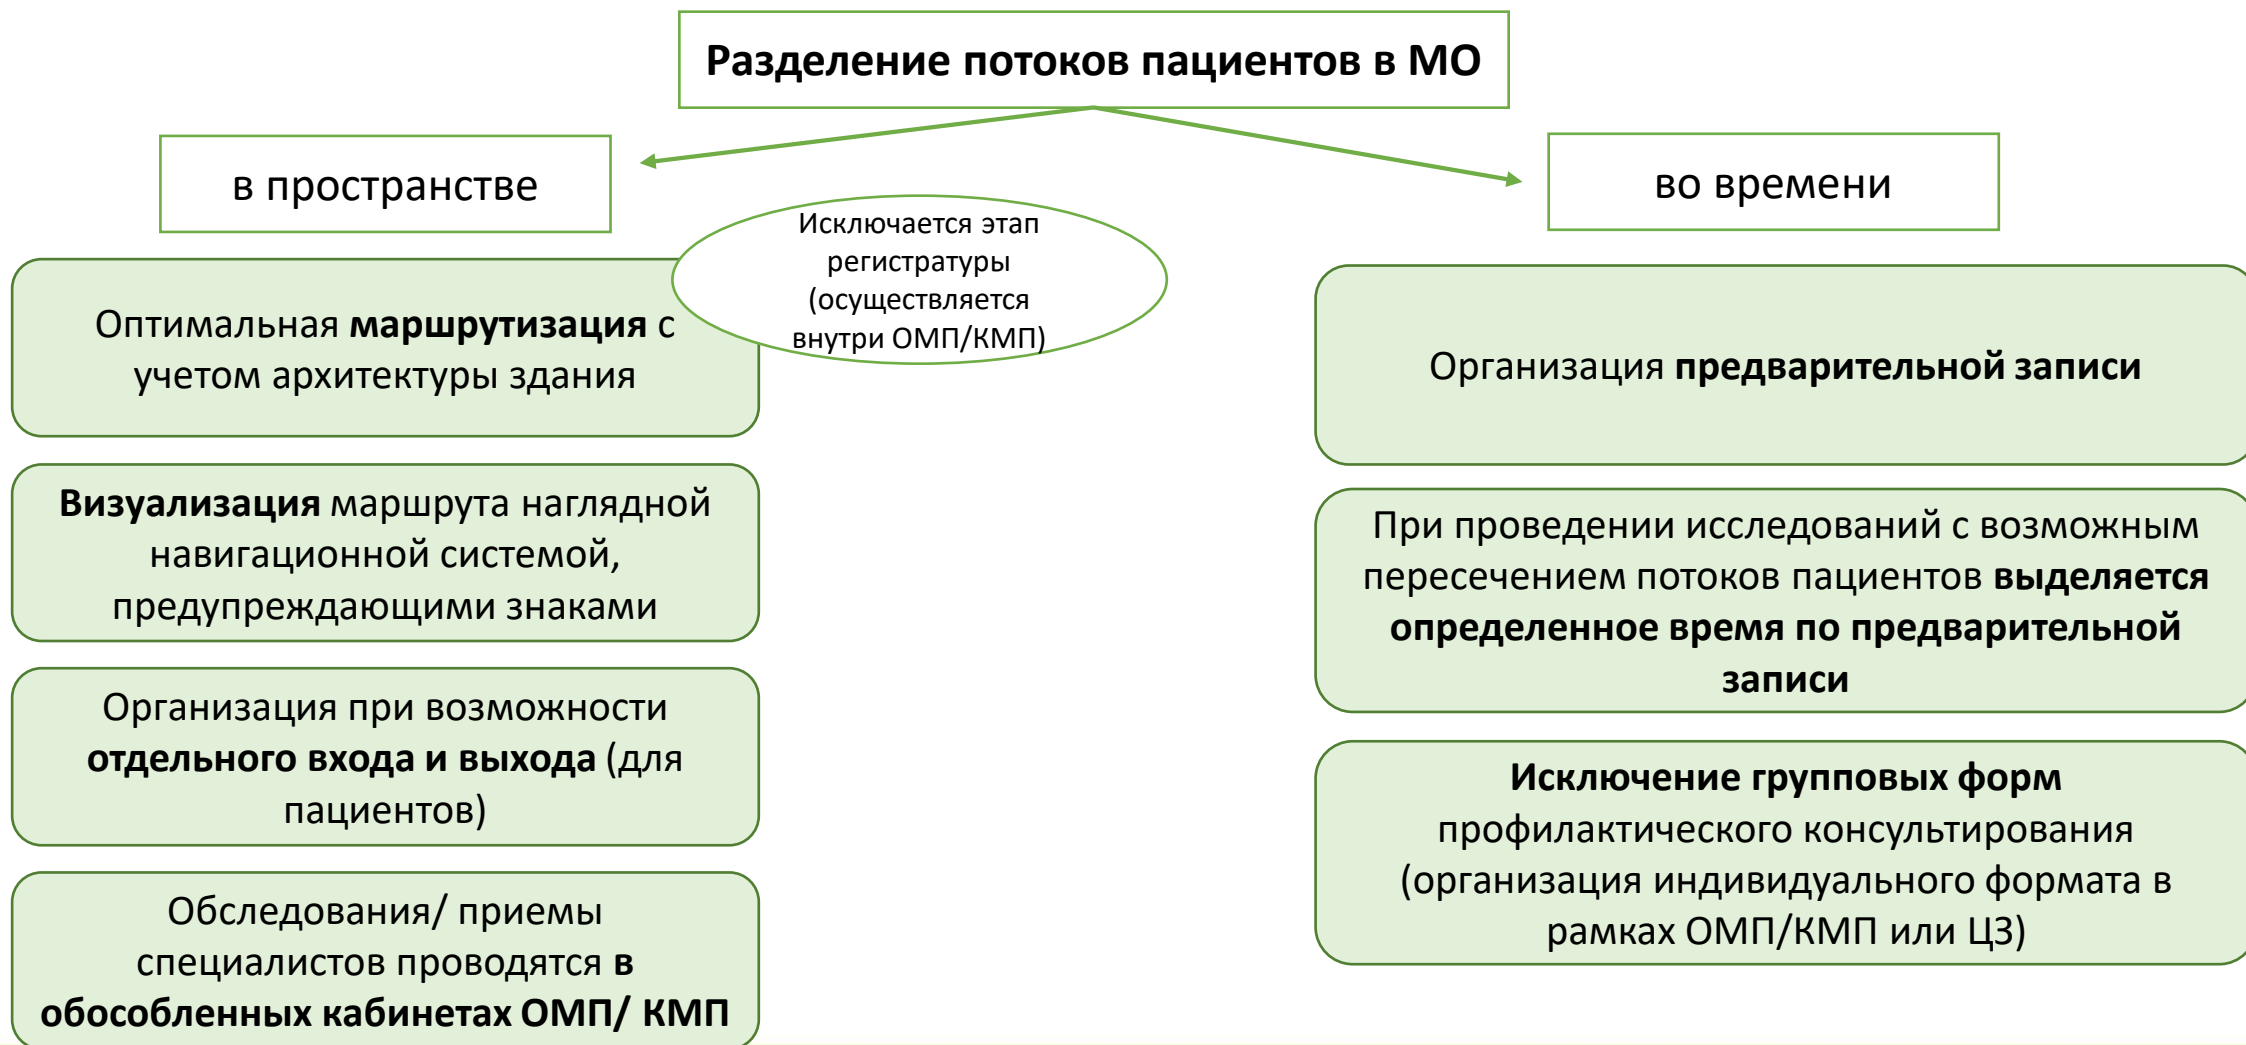 Разделение потоков пациентов в МО
в пространстве
во времени
Исключается этап
регистратуры
(осуществляется
внутри ОМП/КМП)
Оптимальная маршрутизация с
учетом архитектуры здания
Визуализация маршрута наглядной
навигационной системой,
предупреждающими знаками
Организация при возможности
отдельного входа и выхода (для
пациентов)
Обследования/ приемы
специалистов проводятся в
обособленных кабинетах ОМП/ КМП
Организация предварительной записи
При проведении исследований с возможным
пересечением потоков пациентов выделяется
определенное время по предварительной
записи
Исключение групповых форм
профилактического консультирования
(организация индивидуального формата в
рамках ОМП/КМП или ЦЗ)